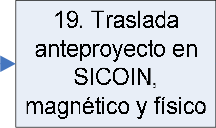 19. Traslada
anteproyecto en
SICOIN,
magnético y físico